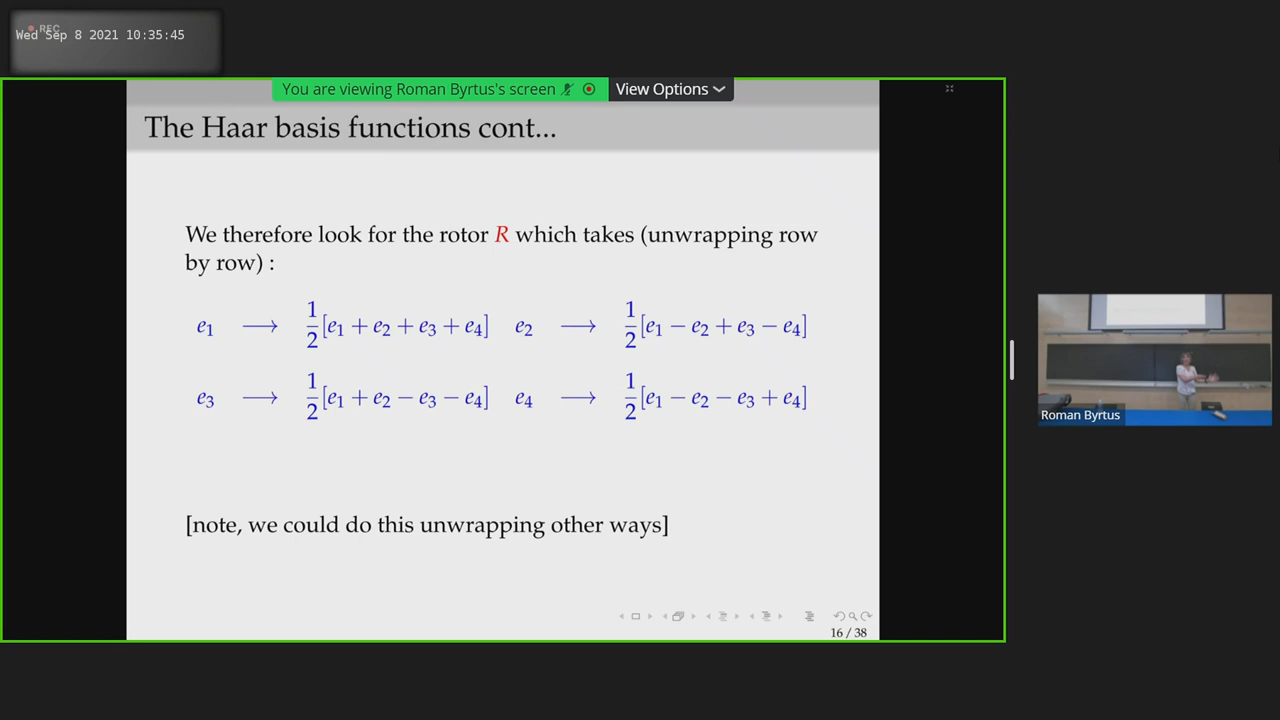 REC
Wed Sep 8 2021 10:35:45
You are viewing Roman Byrtus's screen
View Options
The Haar basis functions cont...
We therefore look for the rotor R which takes (unwrapping row
by row) :
e₁ ⟶ 1/2[e₁ + e₂ + e₃ + e₄] e₂ ⟶ 1/2[e₁ − e₂ + e₃ − e₄]
e₃ ⟶ 1/2[e₁ + e₂ − e₃ − e₄] e₄ ⟶ 1/2[e₁ − e₂ − e₃ + e₄]
[note, we could do this unwrapping other ways]
16 / 38
Roman Byrtus